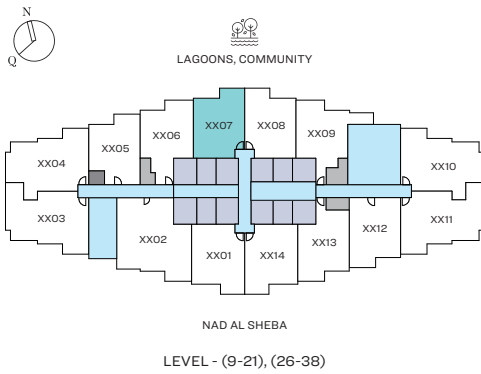 N
Q
LAGOONS, COMMUNITY
XX07
XX08
XX06
XX09
XX05
XX04
XX10
XX03
XX11
XX02
XX12
XX13
XX01
XX14
NAD AL SHEBA
LEVEL - (9-21), (26-38)